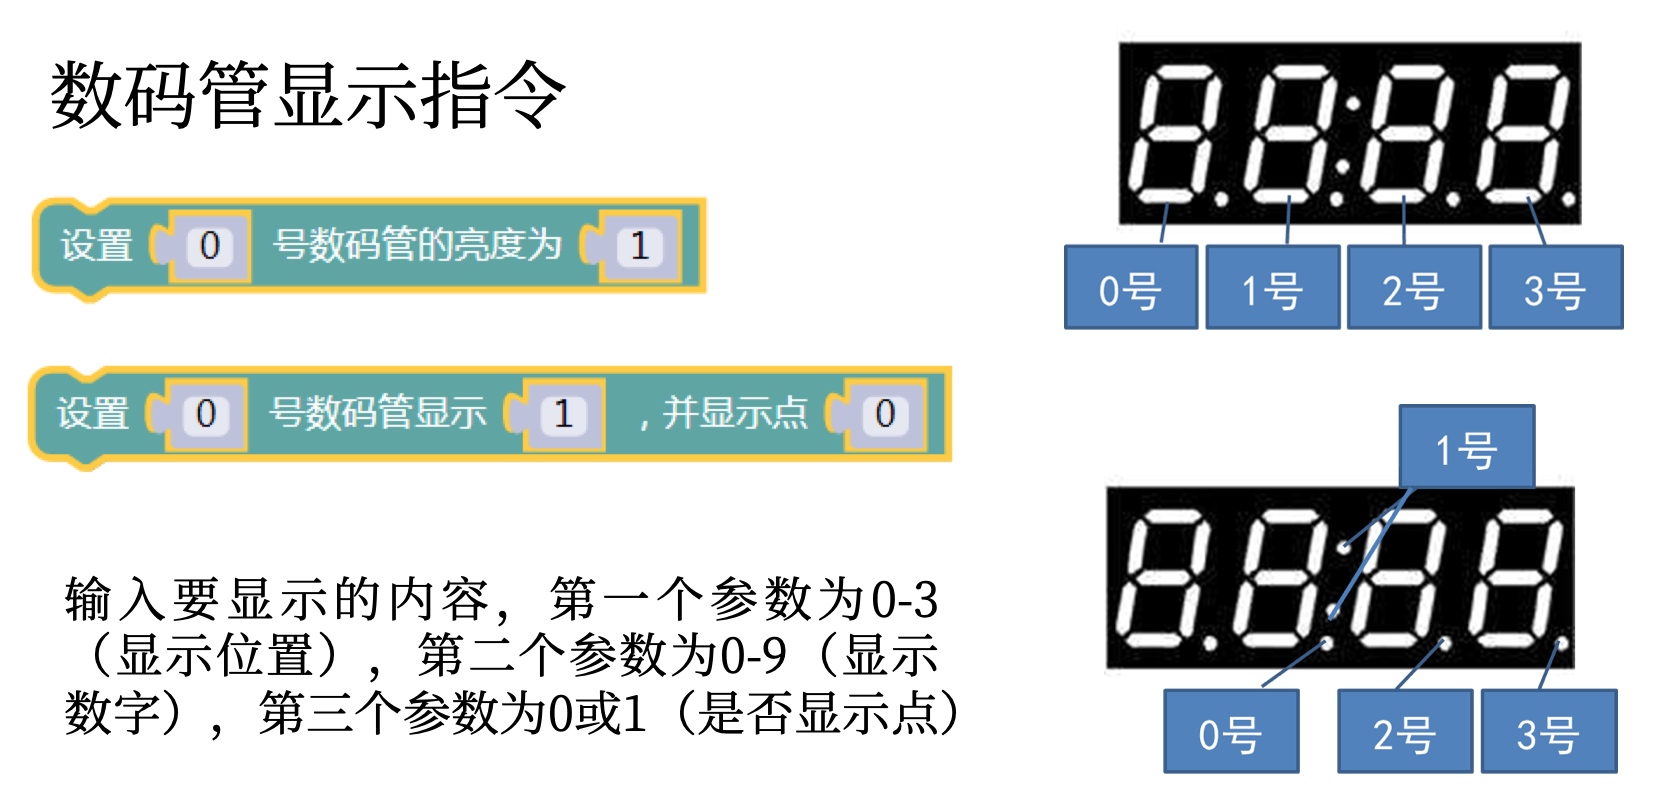 数码管显示指令
设置 0 号数码管的亮度为 1
设置 0 号数码管显示 1 ，并显示点 0
输入要显示的内容，第一个参数为0-3
（显示位置），第二个参数为0-9（显示
数字），第三个参数为0或1（是否显示点）
0号 1号 2号 3号
1号
0号 2号 3号